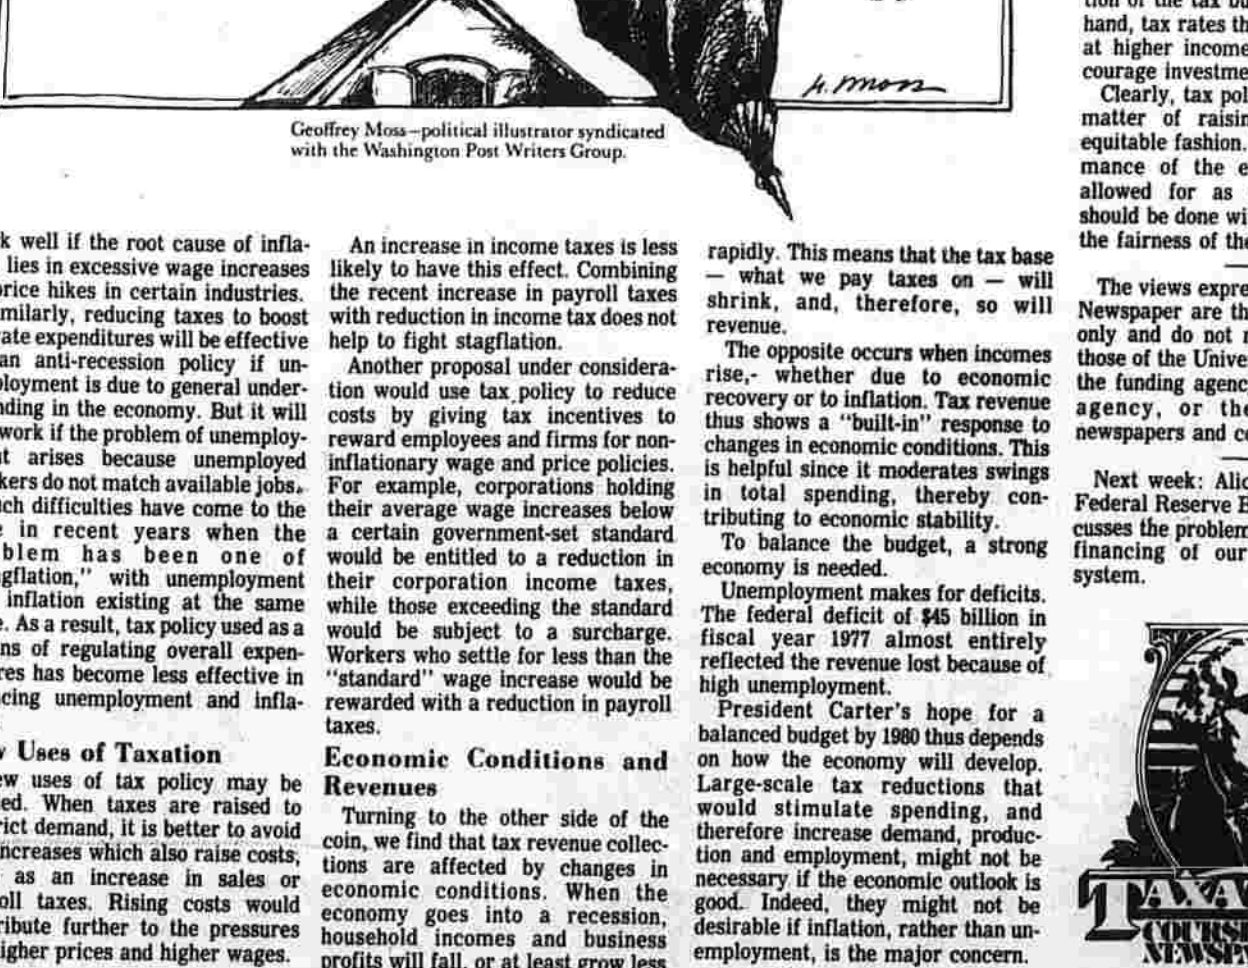 H. Moss
Geoffrey Moss—political illustrator syndicated
with the Washington Post Writers Group.
k well if the root cause of infla-
lies in excessive wage increases
price hikes in certain industries.
milarly, reducing taxes to boost
ate expenditures will be effective
an anti-recession policy if un-
ployment is due to general under-
nding in the economy. But it will
work if the problem of unemploy-
t arises because unemployed
kers do not match available jobs.
ch difficulties have come to the
e in recent years when the
blem has been one of
gflation," with unemployment
inflation existing at the same
e. As a result, tax policy used as a
ns of regulating overall expen-
res has become less effective in
cing unemployment and infla-
w Uses of Taxation
ew uses of tax policy may be
ed. When taxes are raised to
rict demand, it is better to avoid
ncreases which also raise costs,
as an increase in sales or
oll taxes. Rising costs would
ribute further to the pressures
igher prices and higher wages.
An increase in income taxes is less
likely to have this effect. Combining
the recent increase in payroll taxes
with reduction in income tax does not
help to fight stagflation.
Another proposal under considera-
tion would use tax policy to reduce
costs by giving tax incentives to
reward employees and firms for non-
inflationary wage and price policies.
For example, corporations holding
their average wage increases below
a certain government-set standard
would be entitled to a reduction in
their corporation income taxes,
while those exceeding the standard
would be subject to a surcharge.
Workers who settle for less than the
"standard" wage increase would be
rewarded with a reduction in payroll
taxes.
Economic Conditions and
Revenues
Turning to the other side of the
coin, we find that tax revenue collec-
tions are affected by changes in
economic conditions. When the
economy goes into a recession,
household incomes and business
profits will fall, or at least grow less
rapidly. This means that the tax base
— what we pay taxes on — will
shrink, and, therefore, so will
revenue.
The opposite occurs when incomes
rise,- whether due to economic
recovery or to inflation. Tax revenue
thus shows a "built-in" response to
changes in economic conditions. This
is helpful since it moderates swings
in total spending, thereby con-
tributing to economic stability.
To balance the budget, a strong
economy is needed.
Unemployment makes for deficits.
The federal deficit of $45 billion in
fiscal year 1977 almost entirely
reflected the revenue lost because of
high unemployment.
President Carter's hope for a
balanced budget by 1980 thus depends
on how the economy will develop.
Large-scale tax reductions that
would stimulate spending, and
therefore increase demand, produc-
tion and employment, might not be
necessary if the economic outlook is
good. Indeed, they might not be
desirable if inflation, rather than un-
employment, is the major concern.
tion of the tax bu
hand, tax rates th
at higher income
courage investme
Clearly, tax pol
matter of raisin
equitable fashion.
mance of the e
allowed for as
should be done wi
the fairness of the
The views expre
Newspaper are th
only and do not r
those of the Unive
the funding agenc
agency, or the
newspapers and co
Next week: Alic
Federal Reserve B
cusses the problem
financing of our
system.
TAXA
COURSE
NEWSP